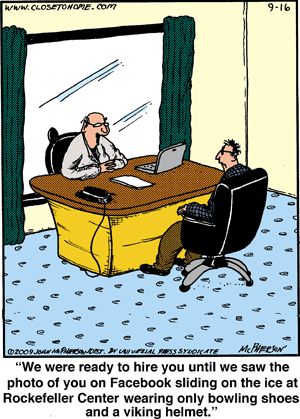 www.CLOSETOHOME.COM 9-16
©2009 JOHN McPHERSON/DIST. BY UNIVERSAL PRESS SYNDICATE McPHERSON
“We were ready to hire you until we saw the
photo of you on Facebook sliding on the ice at
Rockefeller Center wearing only bowling shoes
and a viking helmet.”